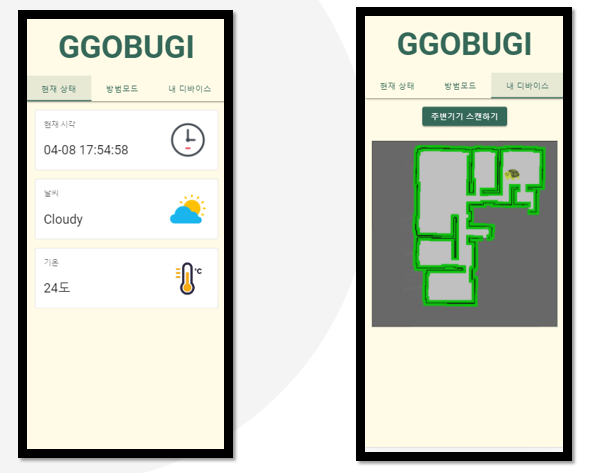 GGOBUGI
현재 상태 방범모드 내 디바이스
현재 시각
04-08 17:54:58
날씨
Cloudy
기온
24도
°C
GGOBUGI
현재 상태 방범모드 내 디바이스
주변기기 스캔하기